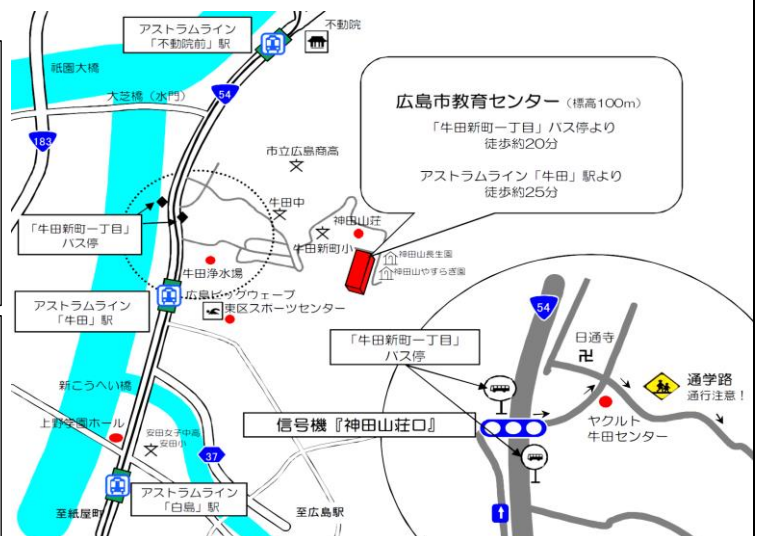 アストラムライン
「不動院前」駅
不動院
祇園大橋
大芝橋（水門）
54
183
広島市教育センター（標高100m）
「牛田新町一丁目」バス停より
徒歩約20分
アストラムライン「牛田」駅より
徒歩約25分
市立広島商高
牛田中
神田山荘
牛田新町小
神田山長生園
神田山やすらぎ園
「牛田新町一丁目」
バス停
牛田浄水場
アストラムライン
「牛田」駅
広島ビッグウェーブ
東区スポーツセンター
「牛田新町一丁目」
バス停
54
日通寺
通学路
通行注意！
ヤクルト
牛田センター
信号機『神田山荘口』
新こうへい橋
上野学園ホール
安田女子中高
安田小
37
アストラムライン
「白島」駅
至紙屋町
至広島駅